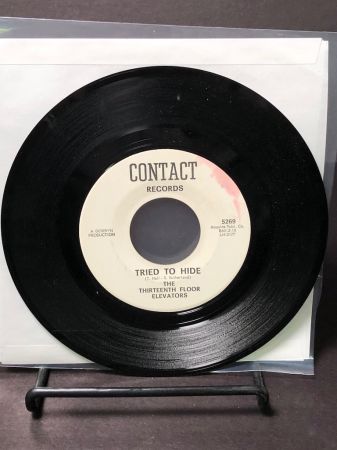 CONTACT
RECORDS
A GORDYN
PRODUCTION
5269
TRIED TO HIDE
THE
THIRTEENTH FLOOR
ELEVATORS